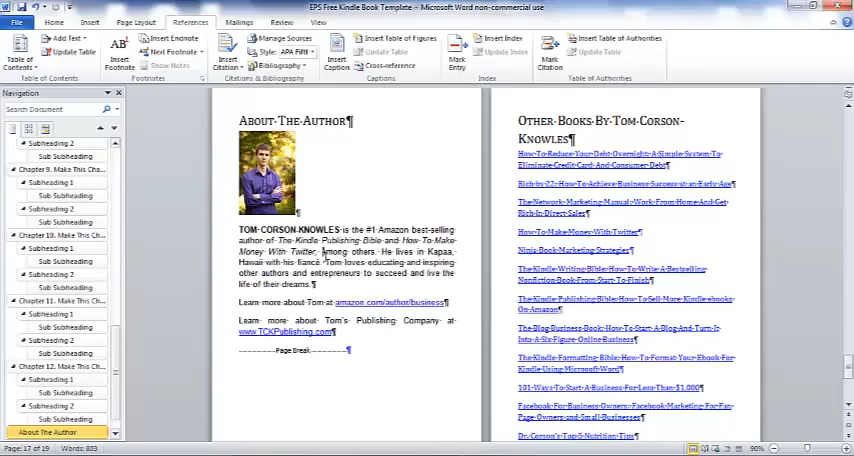 EPS Free Kindle Book Template - Microsoft Word non-commercial use
File Home Insert Page Layout References Mailings Review View
Table of Contents
Add Text
Update Table
Table of Contents
AB¹
Insert Footnote
Insert Endnote
Next Footnote
Show Notes
Footnotes
Insert Citation
Manage Sources
Style: APA Fifth
Bibliography
Citations & Bibliography
Insert Caption
Insert Table of Figures
Update Table
Cross-reference
Captions
Mark Entry
Insert Index
Update Index
Index
Mark Citation
Insert Table of Authorities
Update Table
Table of Authorities
Navigation
Search Document
Subheading 2
Sub Subheading
Chapter 9. Make This Cha...
Subheading 1
Sub Subheading
Subheading 2
Sub Subheading
Chapter 10. Make This Ch...
Subheading 1
Sub Subheading
Subheading 2
Sub Subheading
Chapter 11. Make This Ch...
Subheading 1
Sub Subheading
Subheading 2
Sub Subheading
Chapter 12. Make This Ch...
Subheading 1
Sub Subheading
Subheading 2
Sub Subheading
About The Author
About·The·Author¶
¶
TOM CORSON-KNOWLES is the #1 Amazon best-selling
author of The Kindle Publishing Bible and How To Make
Money With Twitter, among others. He lives in Kapaa,
Hawaii with his fiancé. Tom loves educating and inspiring
other authors and entrepreneurs to succeed and live the
life of their dreams.¶
Learn more about Tom at amazon.com/author/business¶
Learn more about Tom's Publishing Company at
www.TCKPublishing.com¶
Page Break¶
Other·Books·By·Tom·Corson-
Knowles¶
How·To·Reduce·Your·Debt·Overnight:·A·Simple·System·To·
Eliminate·Credit·Card·And·Consumer·Debt¶
Rich·by·22:·How·To·Achieve·Business·Success·at·an·Early·Age¶
The·Network·Marketing·Manual:·Work·From·Home·And·Get·
Rich·In·Direct·Sales¶
How·To·Make·Money·With·Twitter¶
Ninja·Book·Marketing·Strategies¶
The·Kindle·Writing·Bible:·How·To·Write·A·Bestselling·
Nonfiction·Book·From·Start·To·Finish¶
The·Kindle·Publishing·Bible:·How·To·Sell·More·Kindle·ebooks·
On·Amazon¶
The·Blog·Business·Book:·How·To·Start·A·Blog·And·Turn·It·
Into·A·Six·Figure·Online·Business¶
The·Kindle·Formatting·Bible:·How·To·Format·Your·Ebook·For·
Kindle·Using·Microsoft·Word¶
101·Ways·To·Start·A·Business·For·Less·Than·$1,000¶
Facebook·For·Business·Owners:·Facebook·Marketing·For·Fan·
Page·Owners·and·Small·Businesses¶
Dr.·Corson's·Top·5·Nutrition·Tips¶
Page: 17 of 19 Words: 803 90%